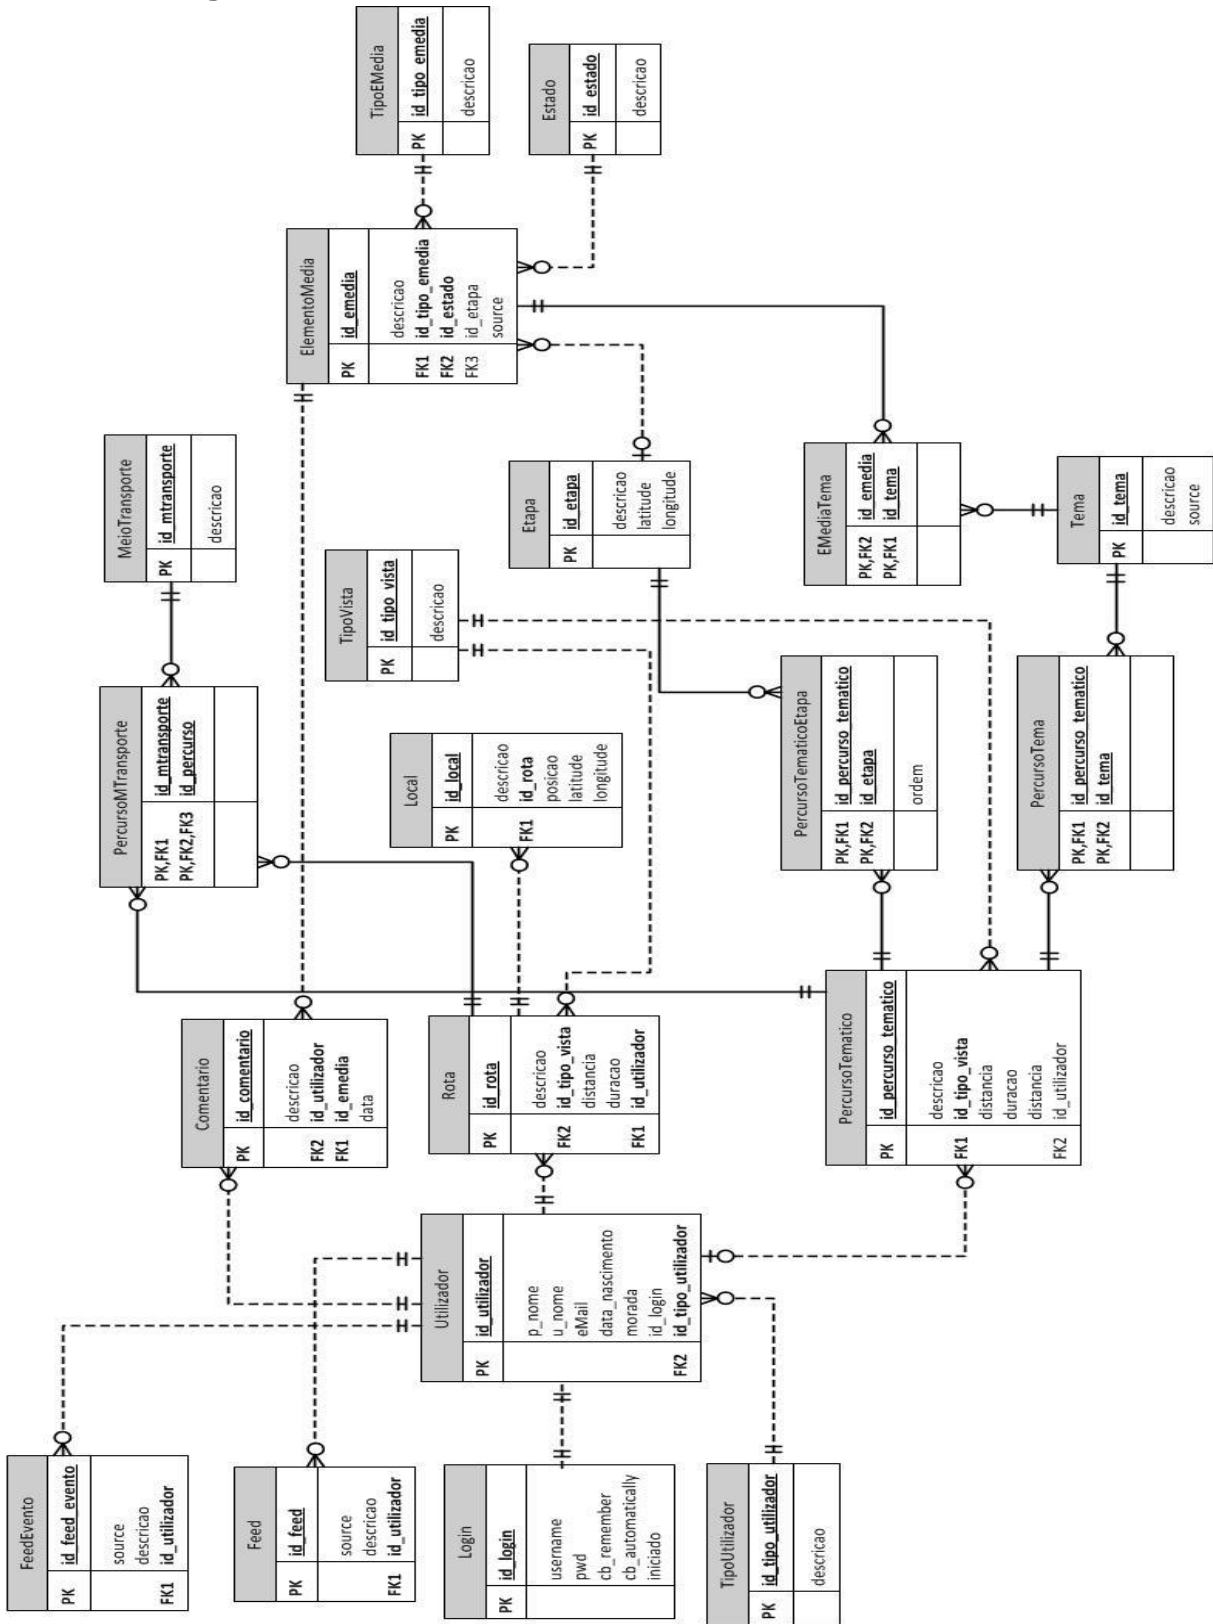 FeedEvento
PK id_feed_evento
source
descricao
FK1 id_utilizador
Feed
PK id_feed
source
descricao
FK1 id_utilizador
Login
PK id_login
username
pwd
cb_remember
cb_automatically
iniciado
TipoUtilizador
PK id_tipo_utilizador
descricao
Utilizador
PK id_utilizador
p_nome
u_nome
eMail
data_nascimento
morada
id_login
FK2 id_tipo_utilizador
Comentario
PK id_comentario
descricao
FK2 id_utilizador
FK1 id_emedia
data
Rota
PK id_rota
descricao
FK2 id_tipo_vista
distancia
duracao
FK1 id_utilizador
PercursoTematico
PK id_percurso_tematico
descricao
FK1 id_tipo_vista
distancia
duracao
distancia
FK2 id_utilizador
PercursoMTransporte
PK,FK1 id_mtransporte
PK,FK2,FK3 id_percurso
Local
PK id_local
descricao
FK1 id_rota
posicao
latitude
longitude
PercursoTematicoEtapa
PK,FK1 id_percurso_tematico
PK,FK2 id_etapa
ordem
PercursoTema
PK,FK1 id_percurso_tematico
PK,FK2 id_tema
MeioTransporte
PK id_mtransporte
descricao
TipoVista
PK id_tipo_vista
descricao
Etapa
PK id_etapa
descricao
latitude
longitude
EMediaTema
PK,FK2 id_emedia
PK,FK1 id_tema
Tema
PK id_tema
descricao
source
ElementoMedia
PK id_emedia
descricao
FK1 id_tipo_emedia
FK2 id_estado
FK3 id_etapa
source
TipoEMedia
PK id_tipo_emedia
descricao
Estado
PK id_estado
descricao